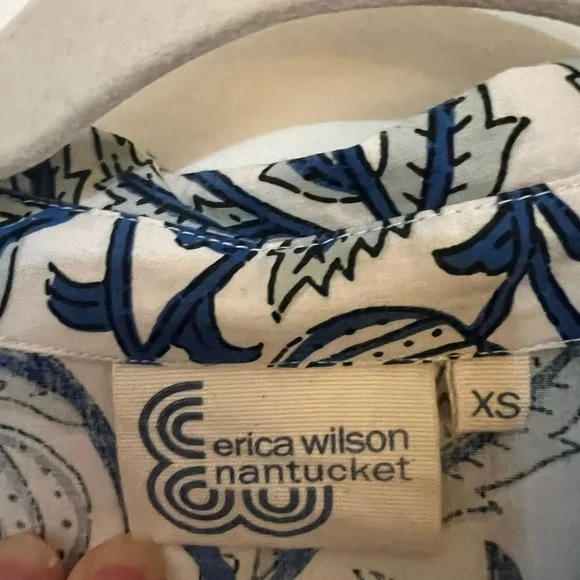 erica wilson
nantucket
XS